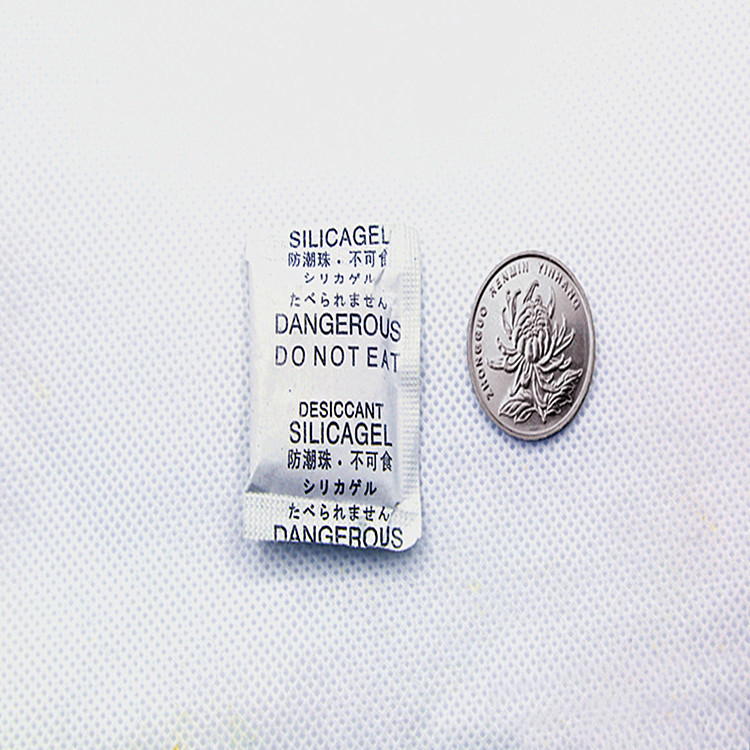 SILICAGEL
防潮珠·不可食
シリカゲル
たべられません
DANGEROUS
DO NOT EAT
DESICCANT
SILICAGEL
防潮珠·不可食
シリカゲル
たべられません
DANGEROUS
ZHONGGUO RENMIN YINHANG